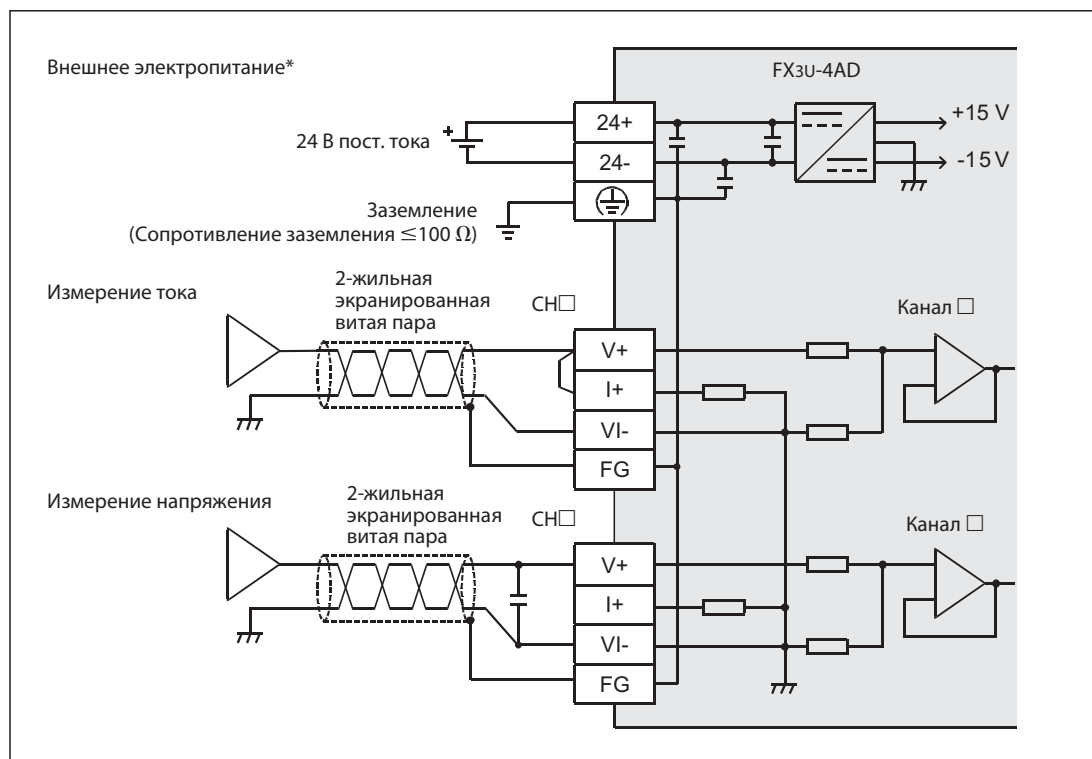 Внешнее электропитание*
FX3U-4AD
24 В пост. тока
+
24+
24-
+15 V
-15 V
Заземление
(Сопротивление заземления ≤100 Ω)
Измерение тока
2-жильная
экранированная
витая пара
CH□
Канал □
V+
I+
VI-
FG
Измерение напряжения
2-жильная
экранированная
витая пара
CH□
Канал □
V+
I+
VI-
FG